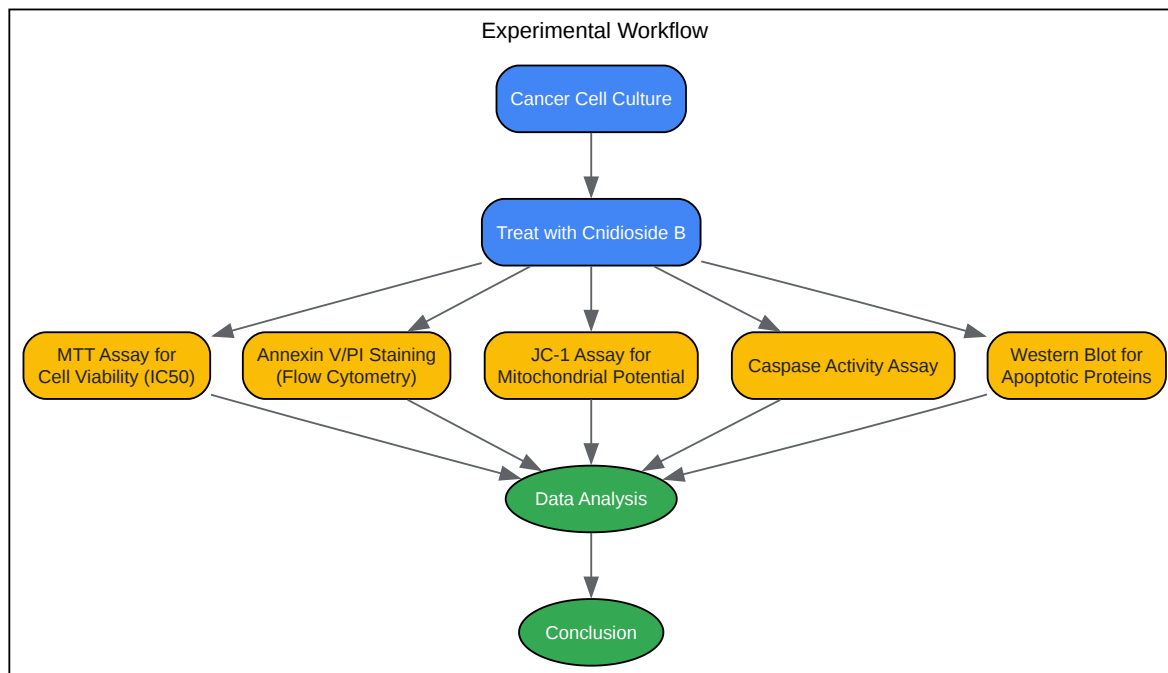 Experimental Workflow
Cancer Cell Culture
Treat with Cnidioside B
MTT Assay for
Cell Viability (IC50)
Annexin V/PI Staining
(Flow Cytometry)
JC-1 Assay for
Mitochondrial Potential
Caspase Activity Assay
Western Blot for
Apoptotic Proteins
Data Analysis
Conclusion